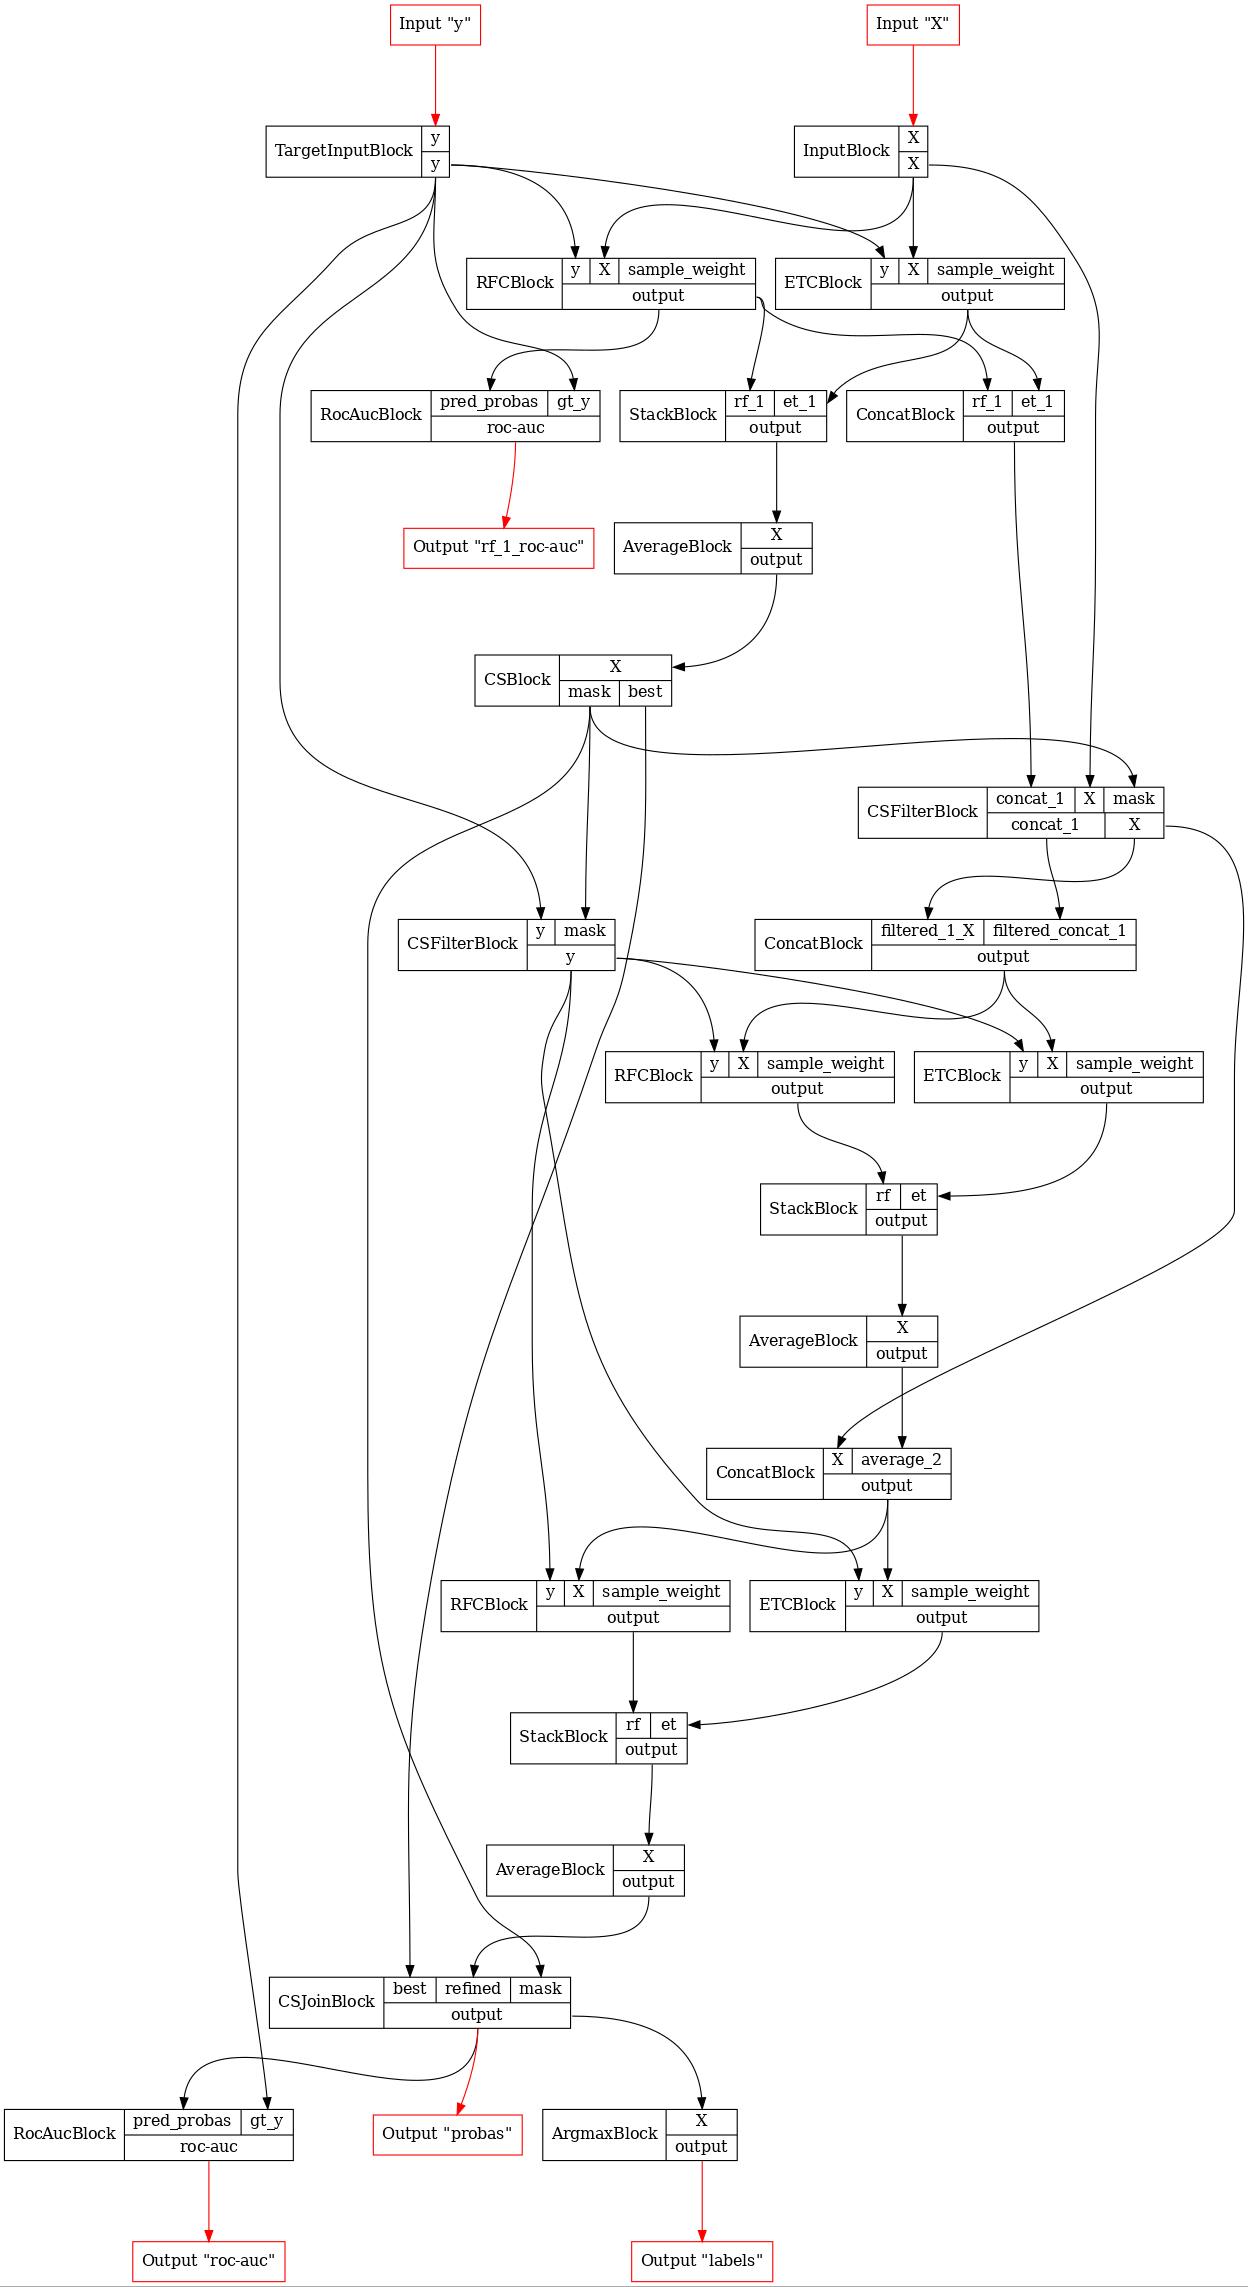 Input "y"
Input "X"
TargetInputBlock
y
y
InputBlock
X
X
RFCBlock
y X sample_weight
output
ETCBlock
y X sample_weight
output
RocAucBlock
pred_probas gt_y
roc-auc
StackBlock
rf_1 et_1
output
ConcatBlock
rf_1 et_1
output
Output "rf_1_roc-auc"
AverageBlock
X
output
CSBlock
X
mask best
CSFilterBlock
concat_1 X mask
concat_1 X
CSFilterBlock
y mask
y
ConcatBlock
filtered_1_X filtered_concat_1
output
RFCBlock
y X sample_weight
output
ETCBlock
y X sample_weight
output
StackBlock
rf et
output
AverageBlock
X
output
ConcatBlock
X average_2
output
RFCBlock
y X sample_weight
output
ETCBlock
y X sample_weight
output
StackBlock
rf et
output
AverageBlock
X
output
CSJoinBlock
best refined mask
output
RocAucBlock
pred_probas gt_y
roc-auc
Output "probas"
ArgmaxBlock
X
output
Output "roc-auc"
Output "labels"